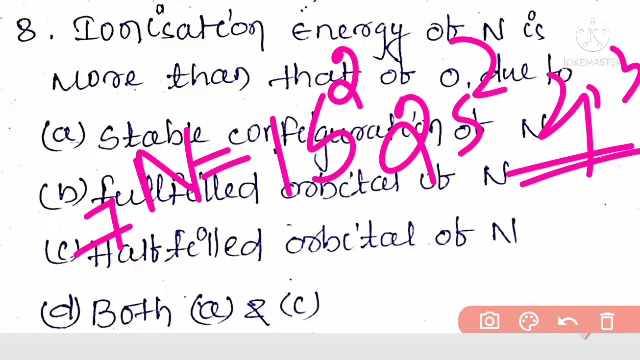 8. Ionisation Energy of N is
More than that of O, due to
(a) Stable configuration of N
(b) fullfilled orbital of N
(c) Half filled orbital of N
(d) Both (a) & (c)
7N = 1s² 2s² 2p³
KINEMASTER